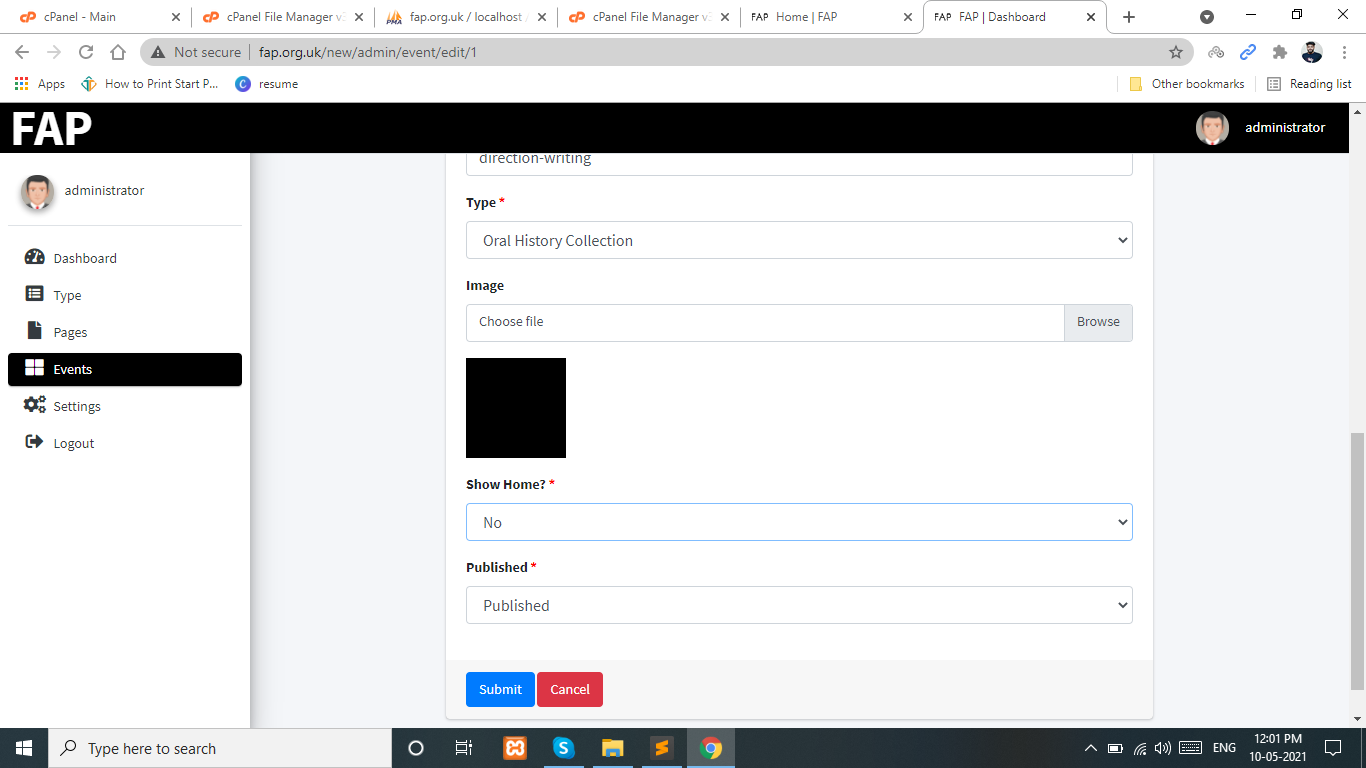 cPanel - Main
cPanel File Manager v
fap.org.uk / localhost
cPanel File Manager v
FAP Home | FAP
FAP FAP | Dashboard
Not secure fap.org.uk/new/admin/event/edit/1
Apps
How to Print Start P...
resume
Other bookmarks
Reading list
FAP
administrator
administrator
Dashboard
Type
Pages
Events
Settings
Logout
direction-writing
Type *
Oral History Collection
Image
Choose file Browse
Show Home? *
No
Published *
Published
Submit Cancel
Type here to search
ENG
12:01 PM
10-05-2021